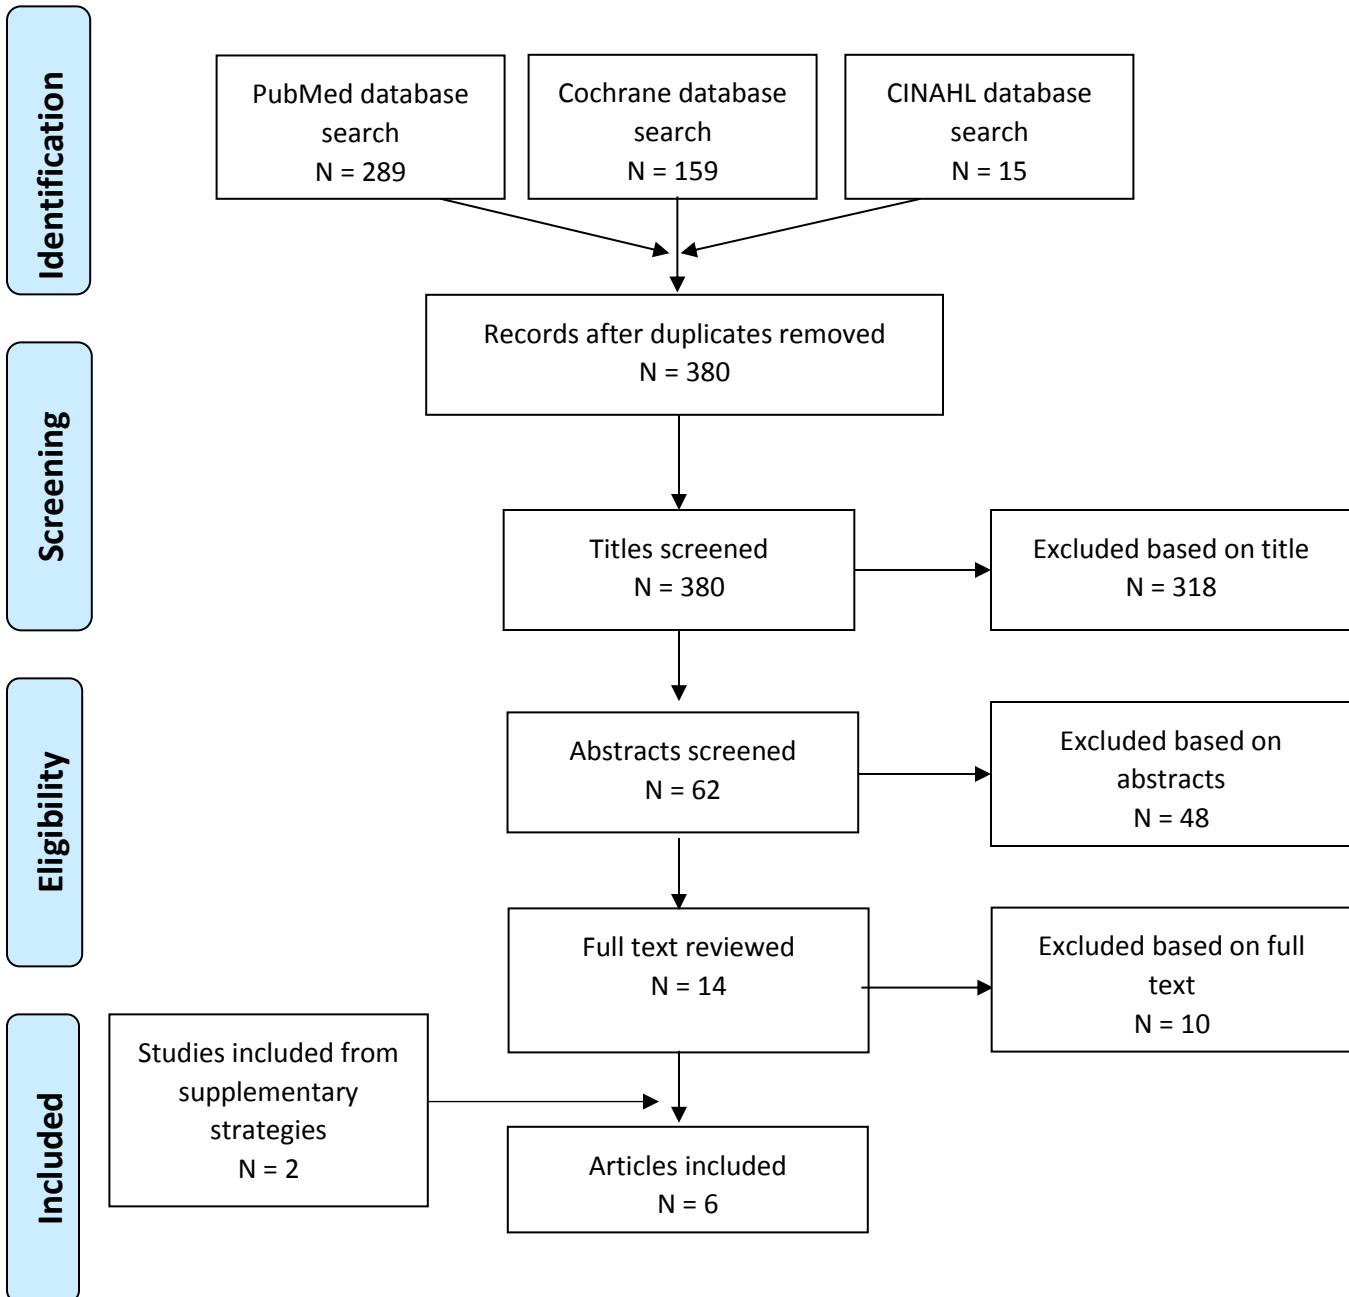 Identification
PubMed database
search
N = 289
Cochrane database
search
N = 159
CINAHL database
search
N = 15
Records after duplicates removed
N = 380
Screening
Titles screened
N = 380
Excluded based on title
N = 318
Eligibility
Abstracts screened
N = 62
Excluded based on
abstracts
N = 48
Full text reviewed
N = 14
Excluded based on full
text
N = 10
Included
Studies included from
supplementary
strategies
N = 2
Articles included
N = 6